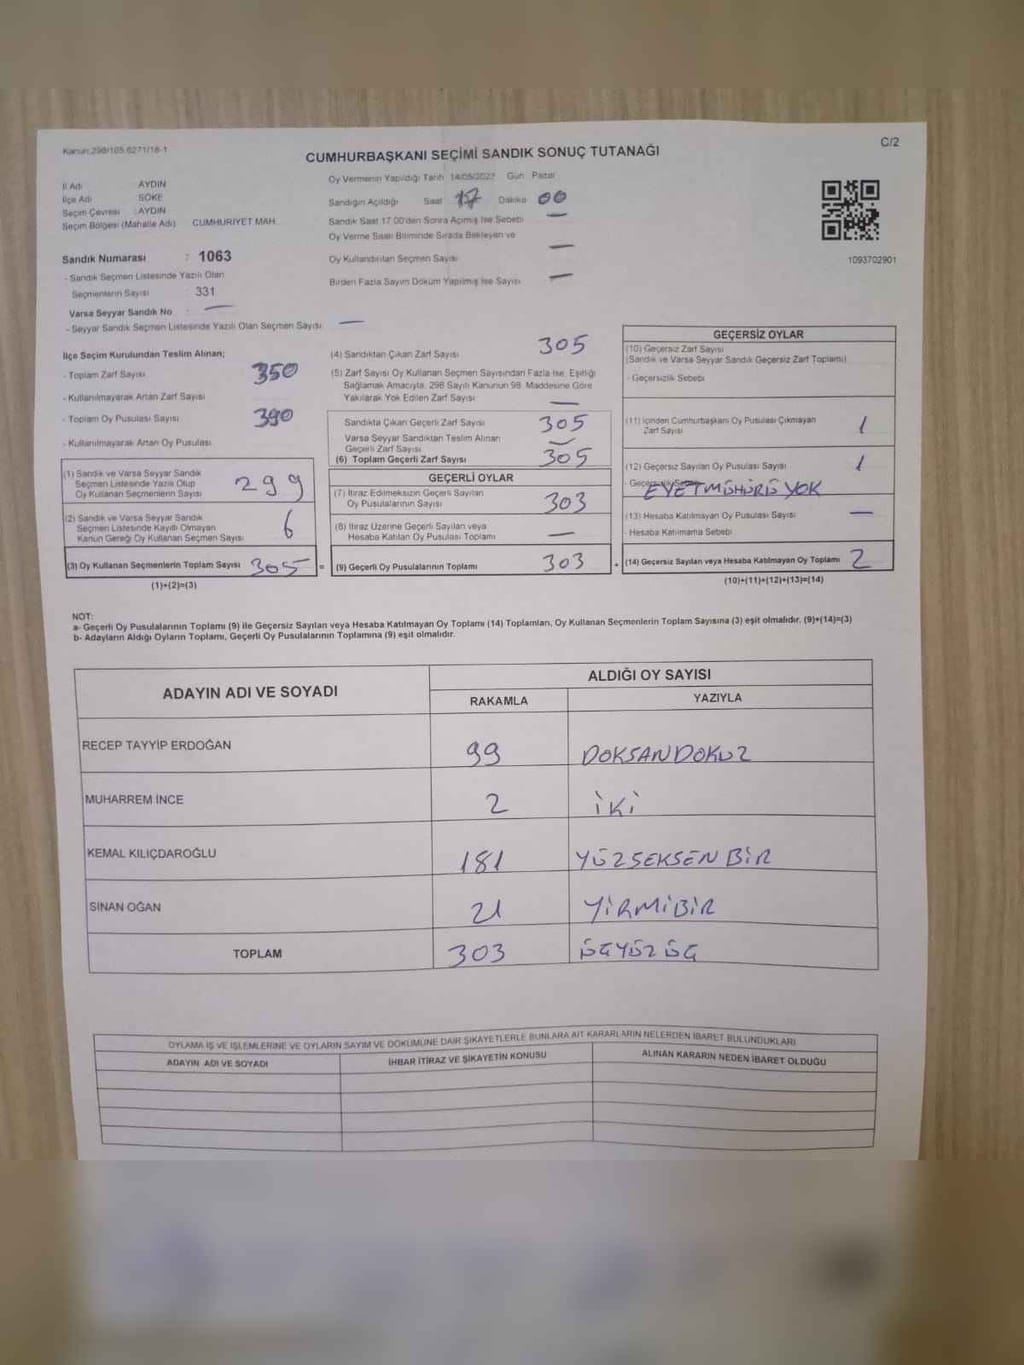 Kanun:298/105 6271/18-1
C/2
CUMHURBAŞKANI SEÇİMİ SANDIK SONUÇ TUTANAĞI
İl Adı AYDIN
İlçe Adı SÖKE
Seçim Çevresi : AYDIN
Seçim Bölgesi (Mahalle Adı) CUMHURİYET MAH.
Sandık Numarası : 1063
- Sandık Seçmen Listesinde Yazılı Olan
Seçmenlerin Sayısı : 331
Varsa Seyyar Sandık No : —
- Seyyar Sandık Seçmen Listesinde Yazılı Olan Seçmen Sayısı —
Oy Vermenin Yapıldığı Tarih 14/05/2023 Gün Pazar
Sandığın Açıldığı Saat 17 Dakika 00
Sandık Saat 17:00'den Sonra Açılmış İse Sebebi —
Oy Verme Saati Bitiminde Sırada Bekleyen ve
Oy Kullandırılan Seçmen Sayısı —
Birden Fazla Sayım Döküm Yapılmış İse Sayısı —
1093702901
İlçe Seçim Kurulundan Teslim Alınan;
- Toplam Zarf Sayısı 350
- Kullanılmayarak Artan Zarf Sayısı
- Toplam Oy Pusulası Sayısı 390
- Kullanılmayarak Artan Oy Pusulası
(1) Sandık ve Varsa Seyyar Sandık
Seçmen Listesinde Yazılı Olup
Oy Kullanan Seçmenlerin Sayısı 299
(2) Sandık ve Varsa Seyyar Sandık
Seçmen Listesinde Kayıtlı Olmayan
Kanun Gereği Oy Kullanan Seçmen Sayısı 6
(3) Oy Kullanan Seçmenlerin Toplam Sayısı 305 =
(1)+(2)=(3)
(4) Sandıktan Çıkan Zarf Sayısı 305
(5) Zarf Sayısı Oy Kullanan Seçmen Sayısından Fazla İse, Eşitliği
Sağlamak Amacıyla, 298 Sayılı Kanunun 98. Maddesine Göre
Yakılarak Yok Edilen Zarf Sayısı —
Sandıkta Çıkan Geçerli Zarf Sayısı 305
Varsa Seyyar Sandıktan Teslim Alınan
Geçerli Zarf Sayısı —
(6) Toplam Geçerli Zarf Sayısı 305
GEÇERLİ OYLAR
(7) İtiraz Edilmeksizin Geçerli Sayılan
Oy Pusulalarının Sayısı 303
(8) İtiraz Üzerine Geçerli Sayılan veya
Hesaba Katılan Oy Pusulası Toplamı —
(9) Geçerli Oy Pusulalarının Toplamı 303 +
GEÇERSİZ OYLAR
(10) Geçersiz Zarf Sayısı
(Sandık ve Varsa Seyyar Sandık Geçersiz Zarf Toplamı)
- Geçersizlik Sebebi
(11) İçinden Cumhurbaşkanı Oy Pusulası Çıkmayan
Zarf Sayısı 1
(12) Geçersiz Sayılan Oy Pusulası Sayısı 1
EVET MÜHÜRÜ YOK
(13) Hesaba Katılmayan Oy Pusulası Sayısı —
- Hesaba Katılmama Sebebi
(14) Geçersiz Sayılan veya Hesaba Katılmayan Oy Toplamı 2
(10)+(11)+(12)+(13)=(14)
NOT:
a- Geçerli Oy Pusulalarının Toplamı (9) ile Geçersiz Sayılan veya Hesaba Katılmayan Oy Toplamı (14) Toplamları, Oy Kullanan Seçmenlerin Toplam Sayısına (3) eşit olmalıdır. (9)+(14)=(3)
b- Adayların Aldığı Oyların Toplamı, Geçerli Oy Pusulalarının Toplamına (9) eşit olmalıdır.
ADAYIN ADI VE SOYADI ALDIĞI OY SAYISI
RAKAMLA YAZIYLA
RECEP TAYYİP ERDOĞAN 99 DOKSANDOKUZ
MUHARREM İNCE 2 İKİ
KEMAL KILIÇDAROĞLU 181 YÜZSEKSEN BİR
SİNAN OĞAN 21 YİRMİBİR
TOPLAM 303 ÜÇYÜZ ÜÇ
OYLAMA İŞ VE İŞLEMLERİNE VE OYLARIN SAYIM VE DÖKÜMÜNE DAİR ŞİKAYETLERLE BUNLARA AİT KARARLARIN NELERDEN İBARET BULUNDUKLARI
ADAYIN ADI VE SOYADI İHBAR İTİRAZ VE ŞİKAYETİN KONUSU ALINAN KARARIN NEDEN İBARET OLDUĞU